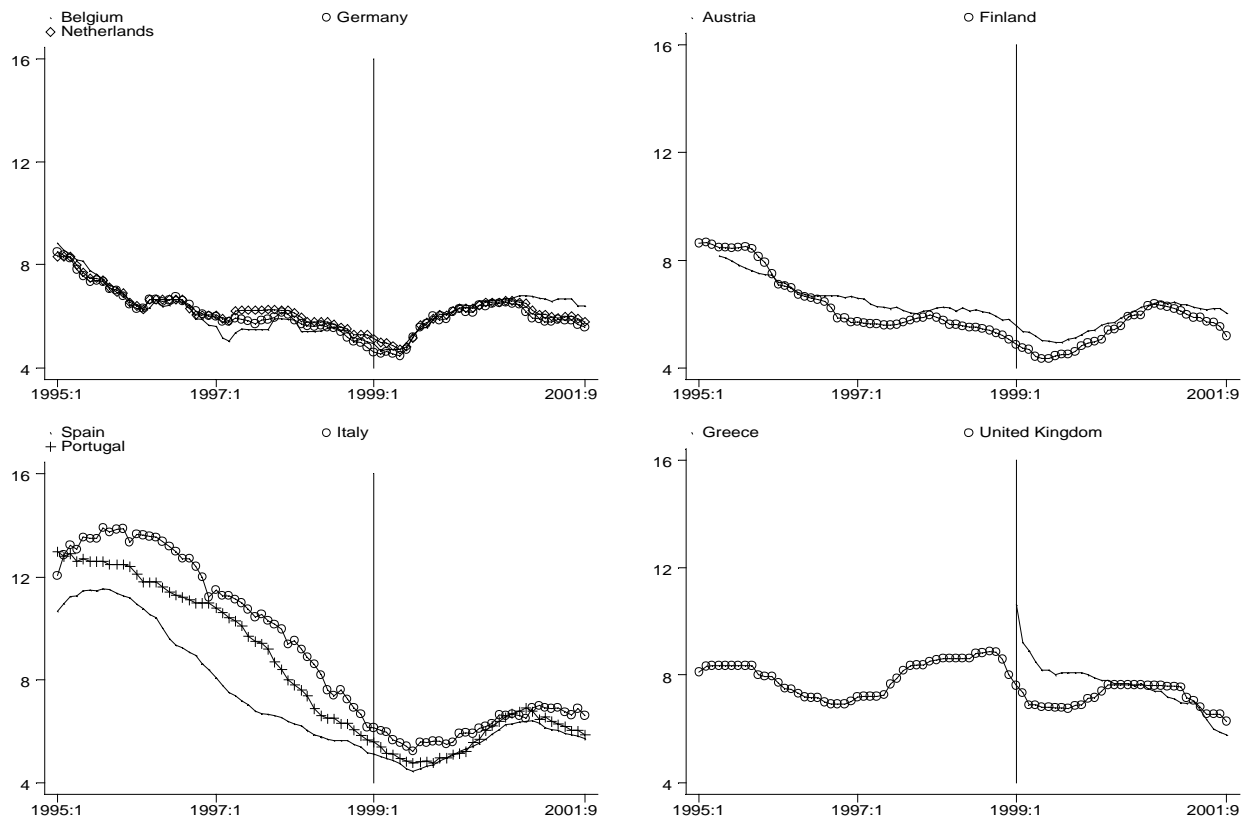 Belgium Germany
Netherlands
16
12
8
4
1995:1 1997:1 1999:1 2001:9
Austria Finland
16
12
8
4
1995:1 1997:1 1999:1 2001:9
Spain Italy
Portugal
16
12
8
4
1995:1 1997:1 1999:1 2001:9
Greece United Kingdom
16
12
8
4
1995:1 1997:1 1999:1 2001:9